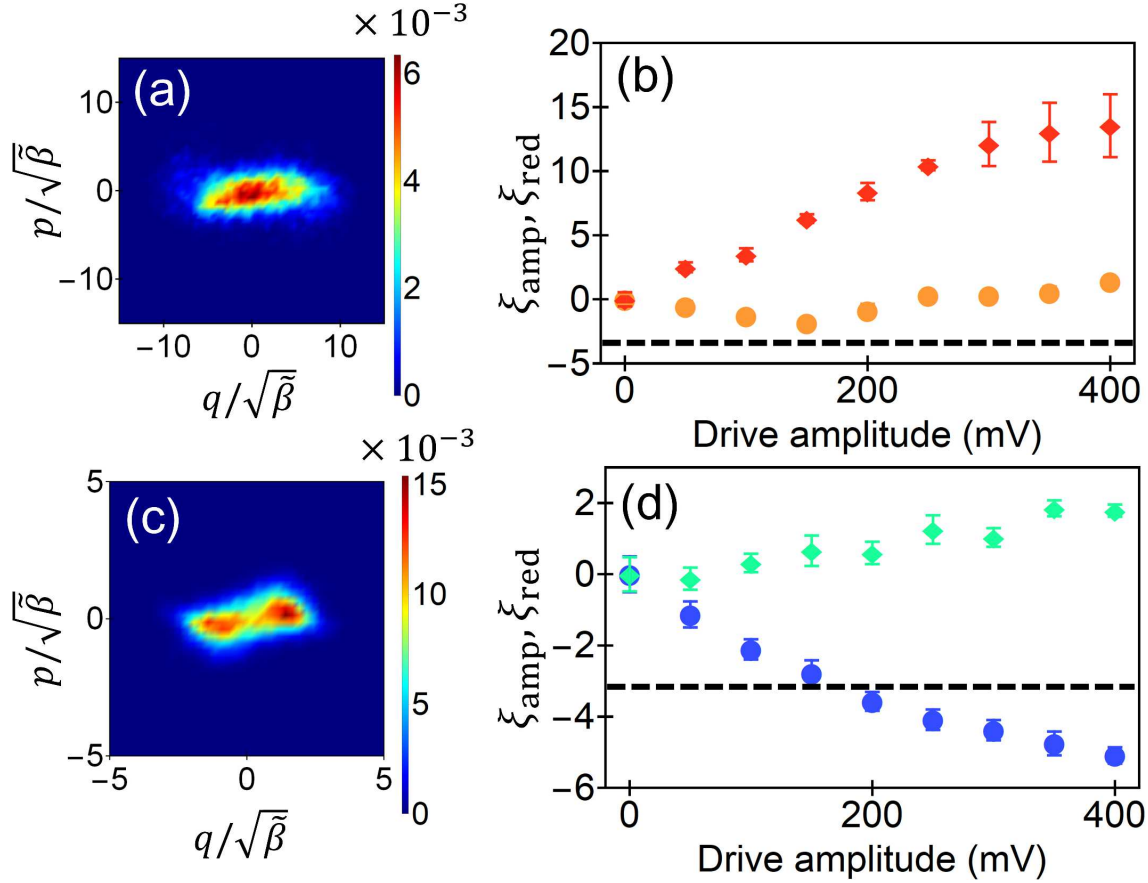 (a)
× 10⁻³
6
4
2
0
10
0
−10
p/√β̃
−10 0 10
q/√β̃
(b)
20
15
10
5
0
−5
ξamp, ξred
0 200 400
Drive amplitude (mV)
(c)
× 10⁻³
15
10
5
0
5
0
−5
p/√β̃
−5 0 5
q/√β̃
(d)
2
0
−2
−4
−6
ξamp, ξred
0 200 400
Drive amplitude (mV)